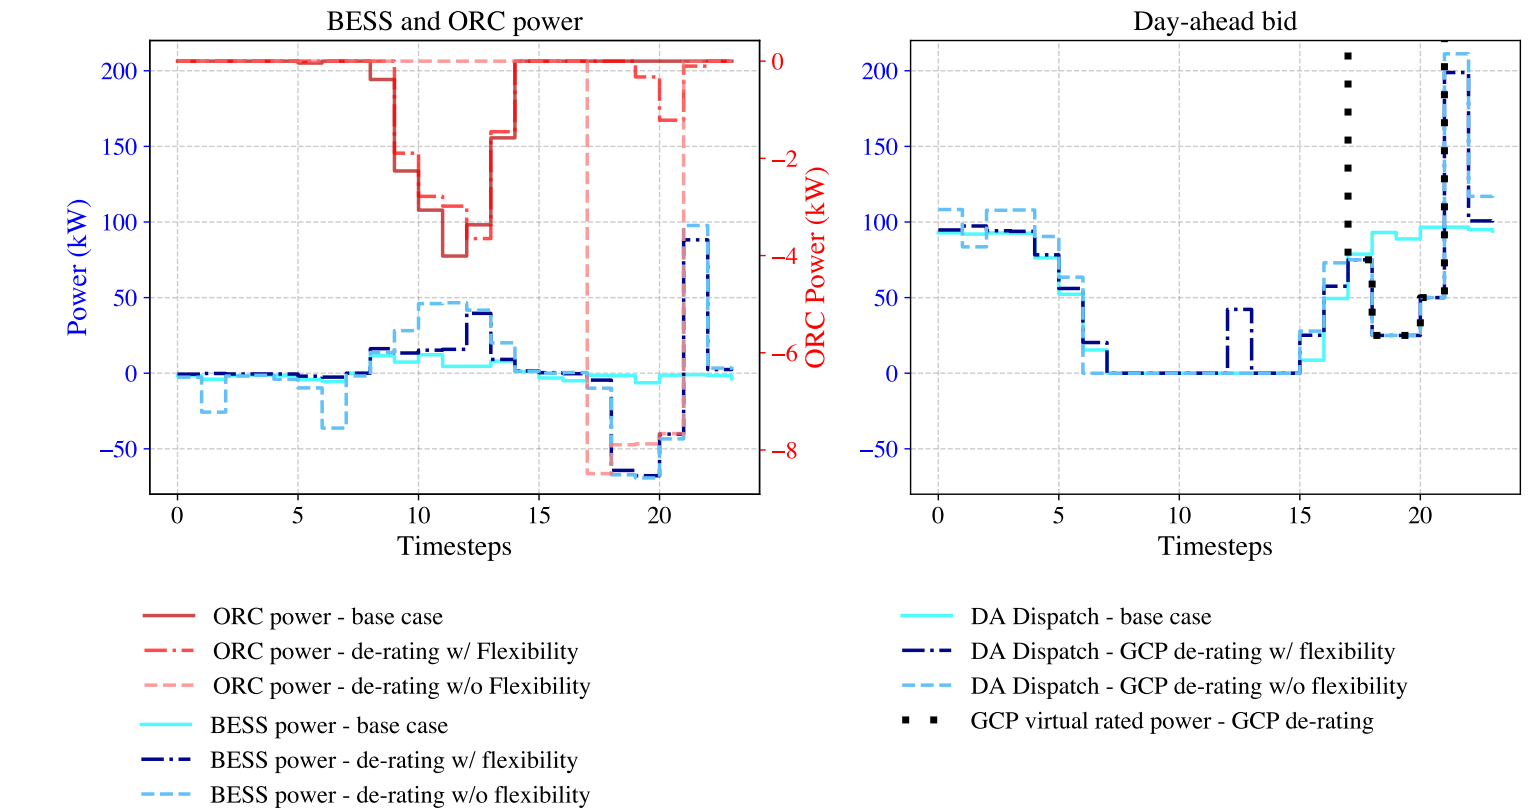 BESS and ORC power
200
150
100
50
0
−50
Power (kW)
0
−2
−4
−6
−8
ORC Power (kW)
0 5 10 15 20
Timesteps
ORC power - base case
ORC power - de-rating w/ Flexibility
ORC power - de-rating w/o Flexibility
BESS power - base case
BESS power - de-rating w/ flexibility
BESS power - de-rating w/o flexibility
Day-ahead bid
200
150
100
50
0
−50
0 5 10 15 20
Timesteps
DA Dispatch - base case
DA Dispatch - GCP de-rating w/ flexibility
DA Dispatch - GCP de-rating w/o flexibility
GCP virtual rated power - GCP de-rating